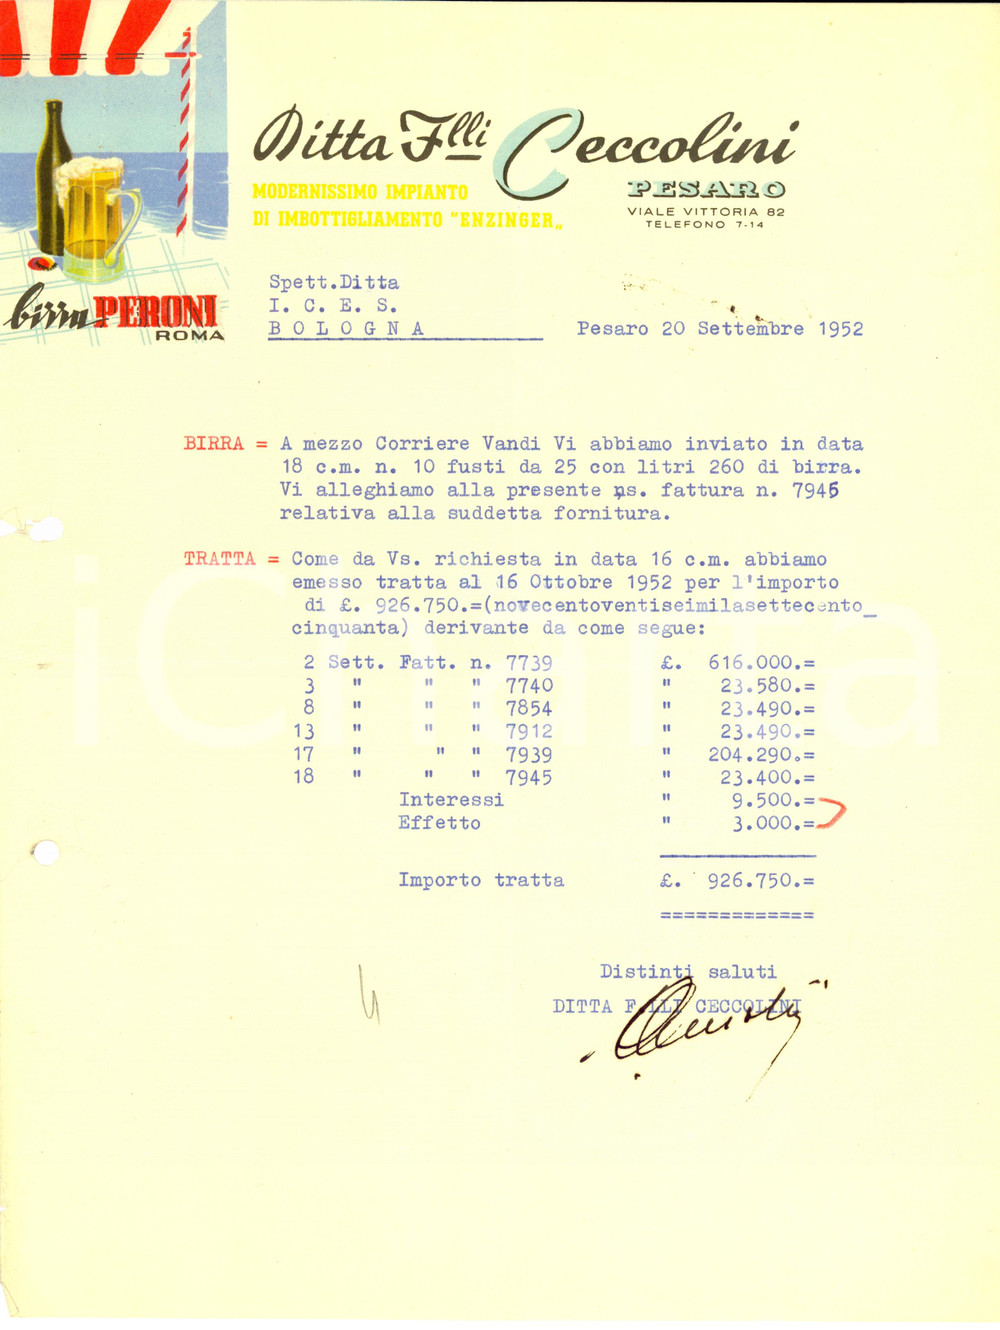 Ditta F.lli Ceccolini
MODERNISSIMO IMPIANTO
DI IMBOTTIGLIAMENTO "ENZINGER„
PESARO
VIALE VITTORIA 82
TELEFONO 7-14
birra PERONI
ROMA
Spett.Ditta
I. C. E. S.
B O L O G N A
Pesaro 20 Settembre 1952
BIRRA = A mezzo Corriere Vandi Vi abbiamo inviato in data
18 c.m. n. 10 fusti da 25 con litri 260 di birra.
Vi alleghiamo alla presente ns. fattura n. 7945
relativa alla suddetta fornitura.
TRATTA = Come da Vs. richiesta in data 16 c.m. abbiamo
emesso tratta al 16 Ottobre 1952 per l'importo
di £. 926.750.=(novecentoventiseimilasettecento_
cinquanta) derivante da come segue:
2 Sett. Fatt. n. 7739 £. 616.000.=
3 " " " 7740 " 23.580.=
8 " " " 7854 " 23.490.=
13 " " " 7912 " 23.490.=
17 " " " 7939 " 204.290.=
18 " " " 7945 " 23.400.=
Interessi " 9.500.=
Effetto " 3.000.=
Importo tratta £. 926.750.=
=============
Distinti saluti
DITTA F.LLI CECCOLINI
iCharta